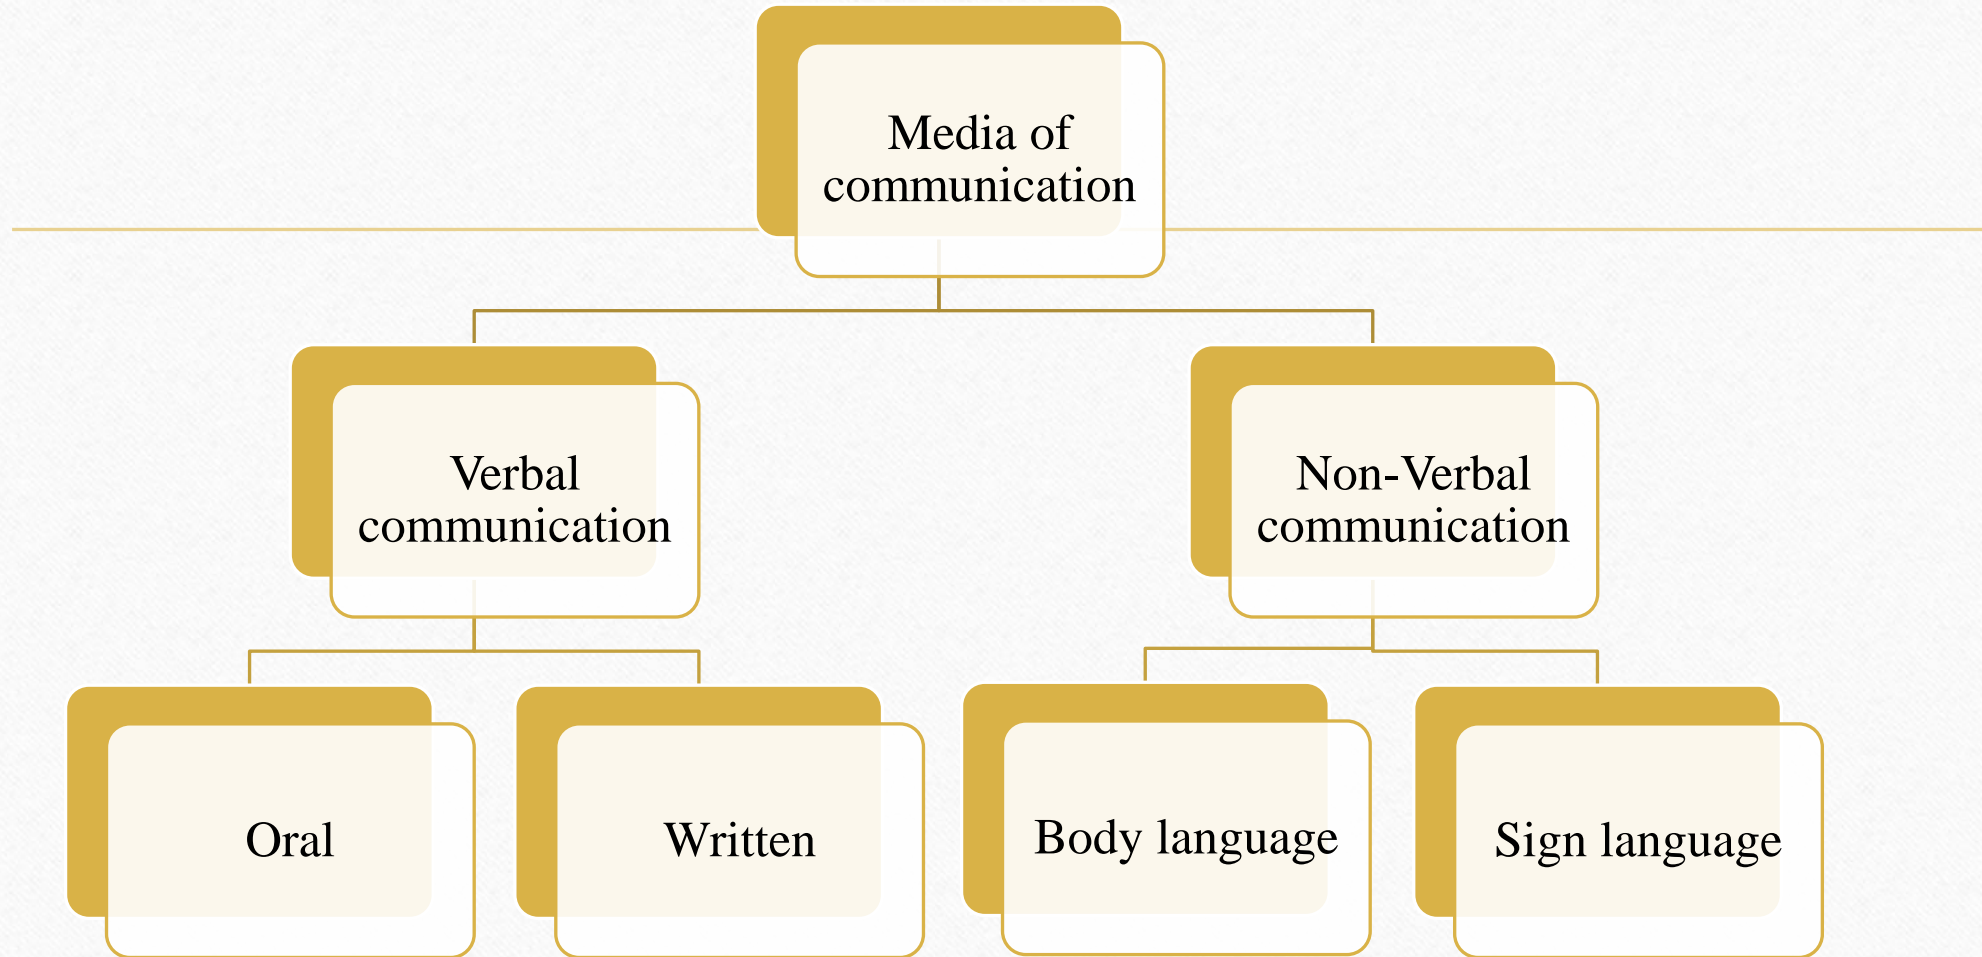 Media of
communication
Verbal
communication
Non-Verbal
communication
Oral
Written
Body language
Sign language